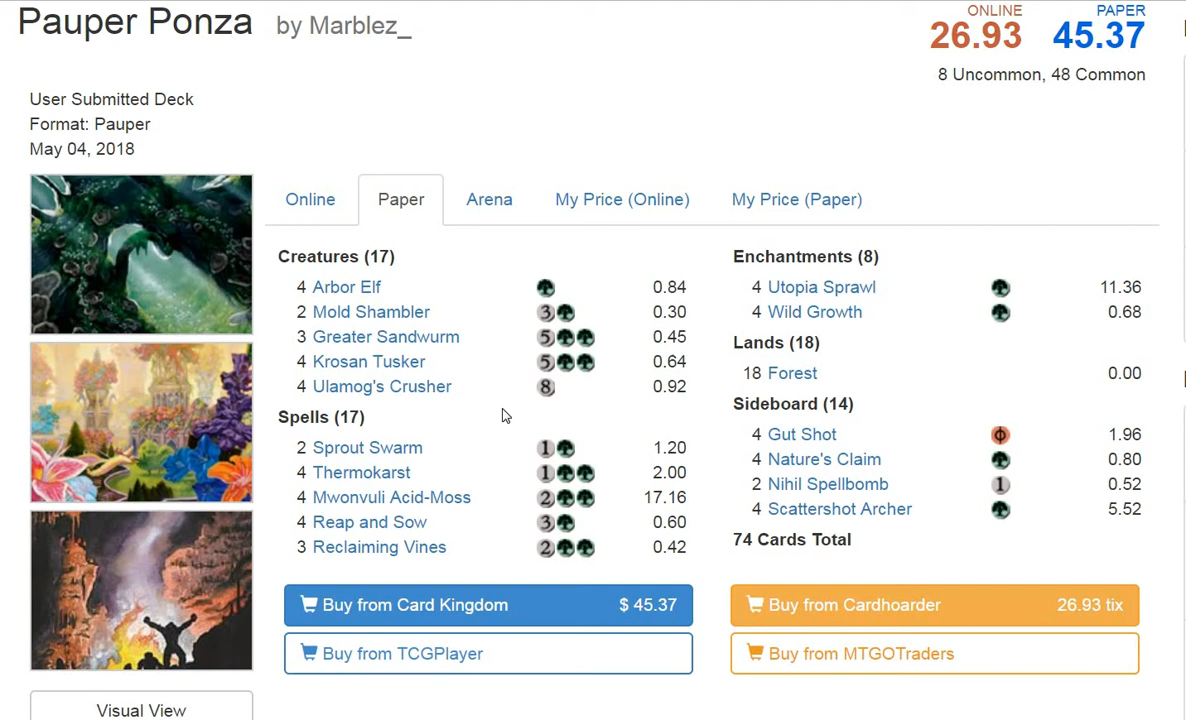 Pauper Ponza by Marblez_
ONLINE PAPER
26.93 45.37
8 Uncommon, 48 Common
User Submitted Deck
Format: Pauper
May 04, 2018
Online Paper Arena My Price (Online) My Price (Paper)
Creatures (17)
4 Arbor Elf 0.84
2 Mold Shambler 3 0.30
3 Greater Sandwurm 5 0.45
4 Krosan Tusker 5 0.64
4 Ulamog's Crusher 8 0.92
Spells (17)
2 Sprout Swarm 1 1.20
4 Thermokarst 1 2.00
4 Mwonvuli Acid-Moss 2 17.16
4 Reap and Sow 3 0.60
3 Reclaiming Vines 2 0.42
Enchantments (8)
4 Utopia Sprawl 11.36
4 Wild Growth 0.68
Lands (18)
18 Forest 0.00
Sideboard (14)
4 Gut Shot 1.96
4 Nature's Claim 0.80
2 Nihil Spellbomb 1 0.52
4 Scattershot Archer 5.52
74 Cards Total
Buy from Card Kingdom $ 45.37
Buy from TCGPlayer
Buy from Cardhoarder 26.93 tix
Buy from MTGOTraders
Visual View